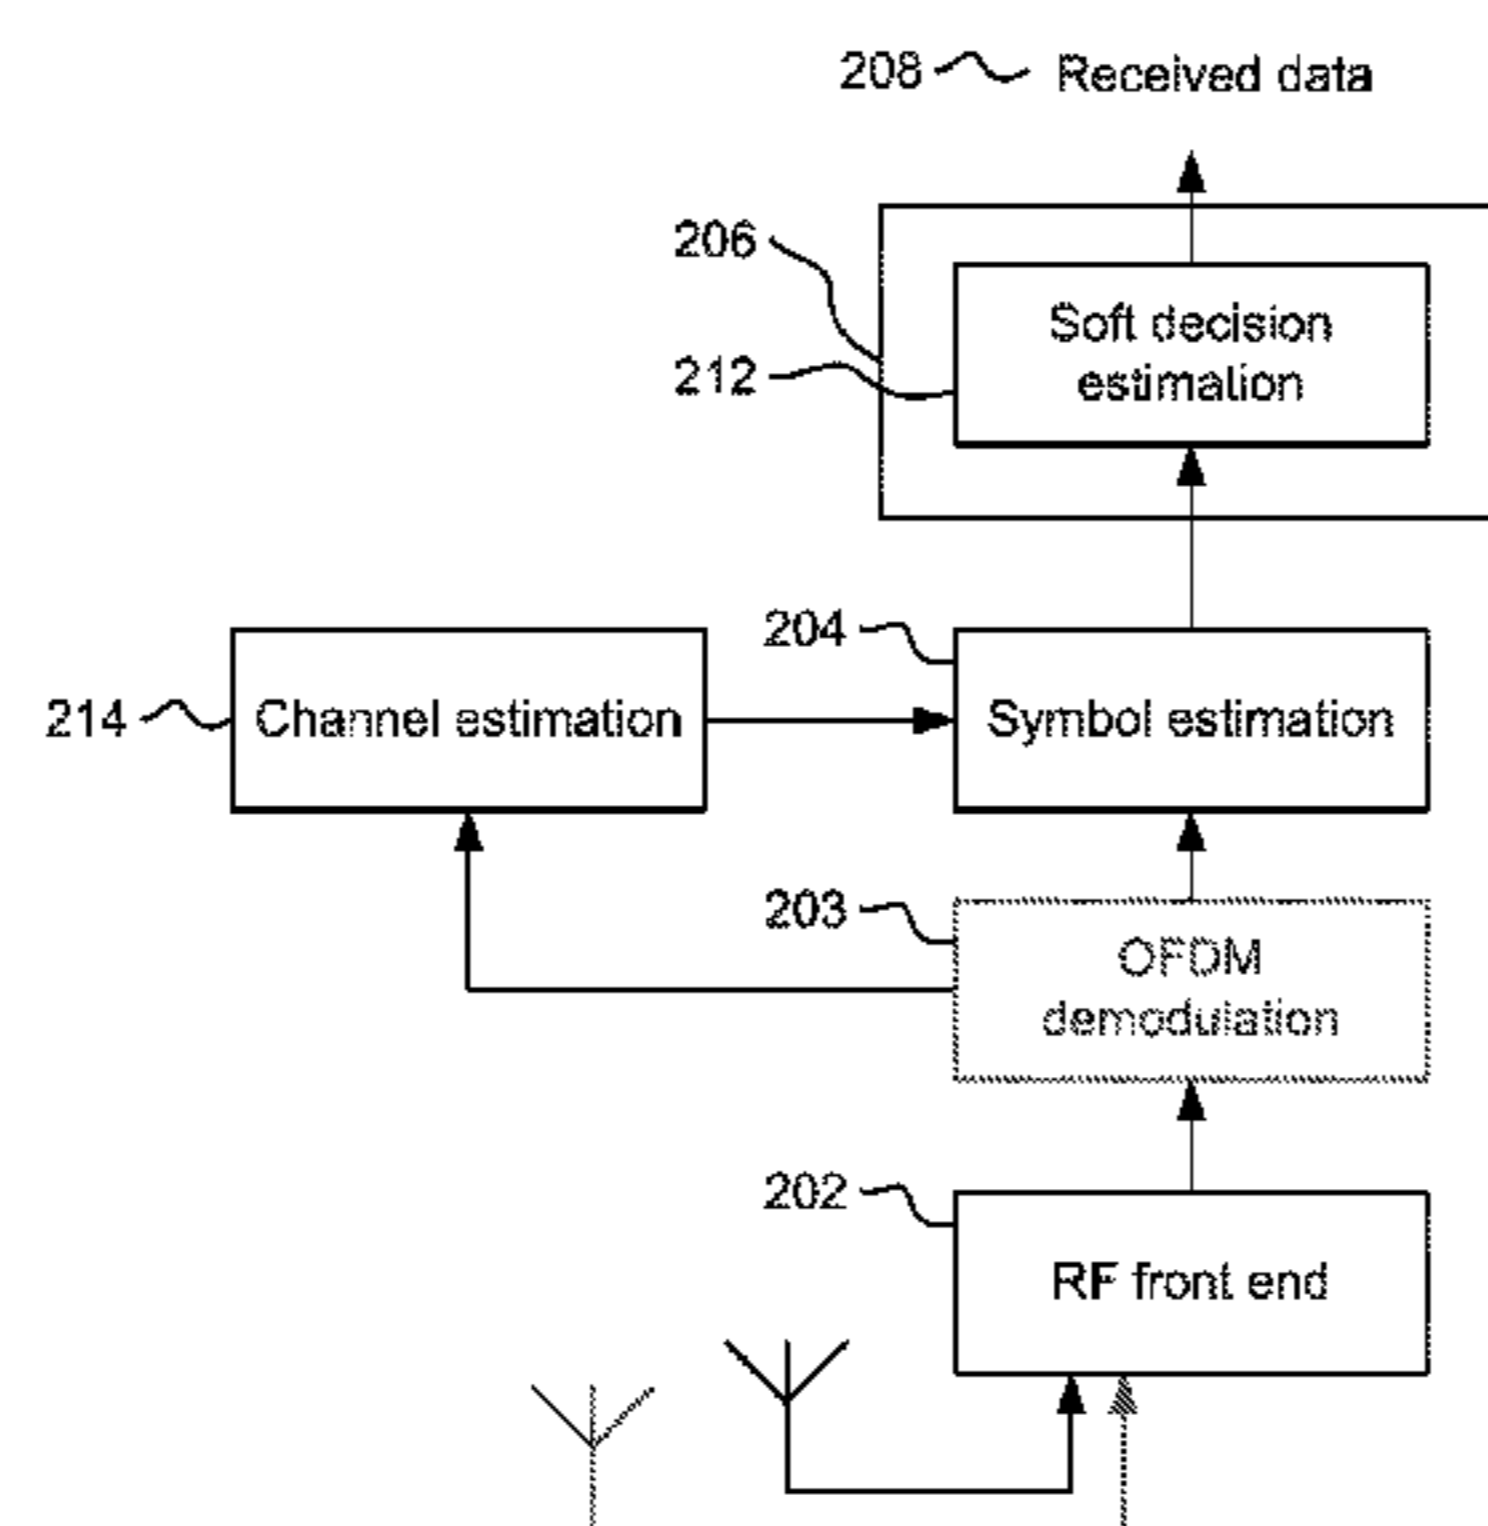 208 Received data
206
Soft decision
212
estimation
204
214 Channel estimation Symbol estimation
203
OFDM
demodulation
202
RF front end